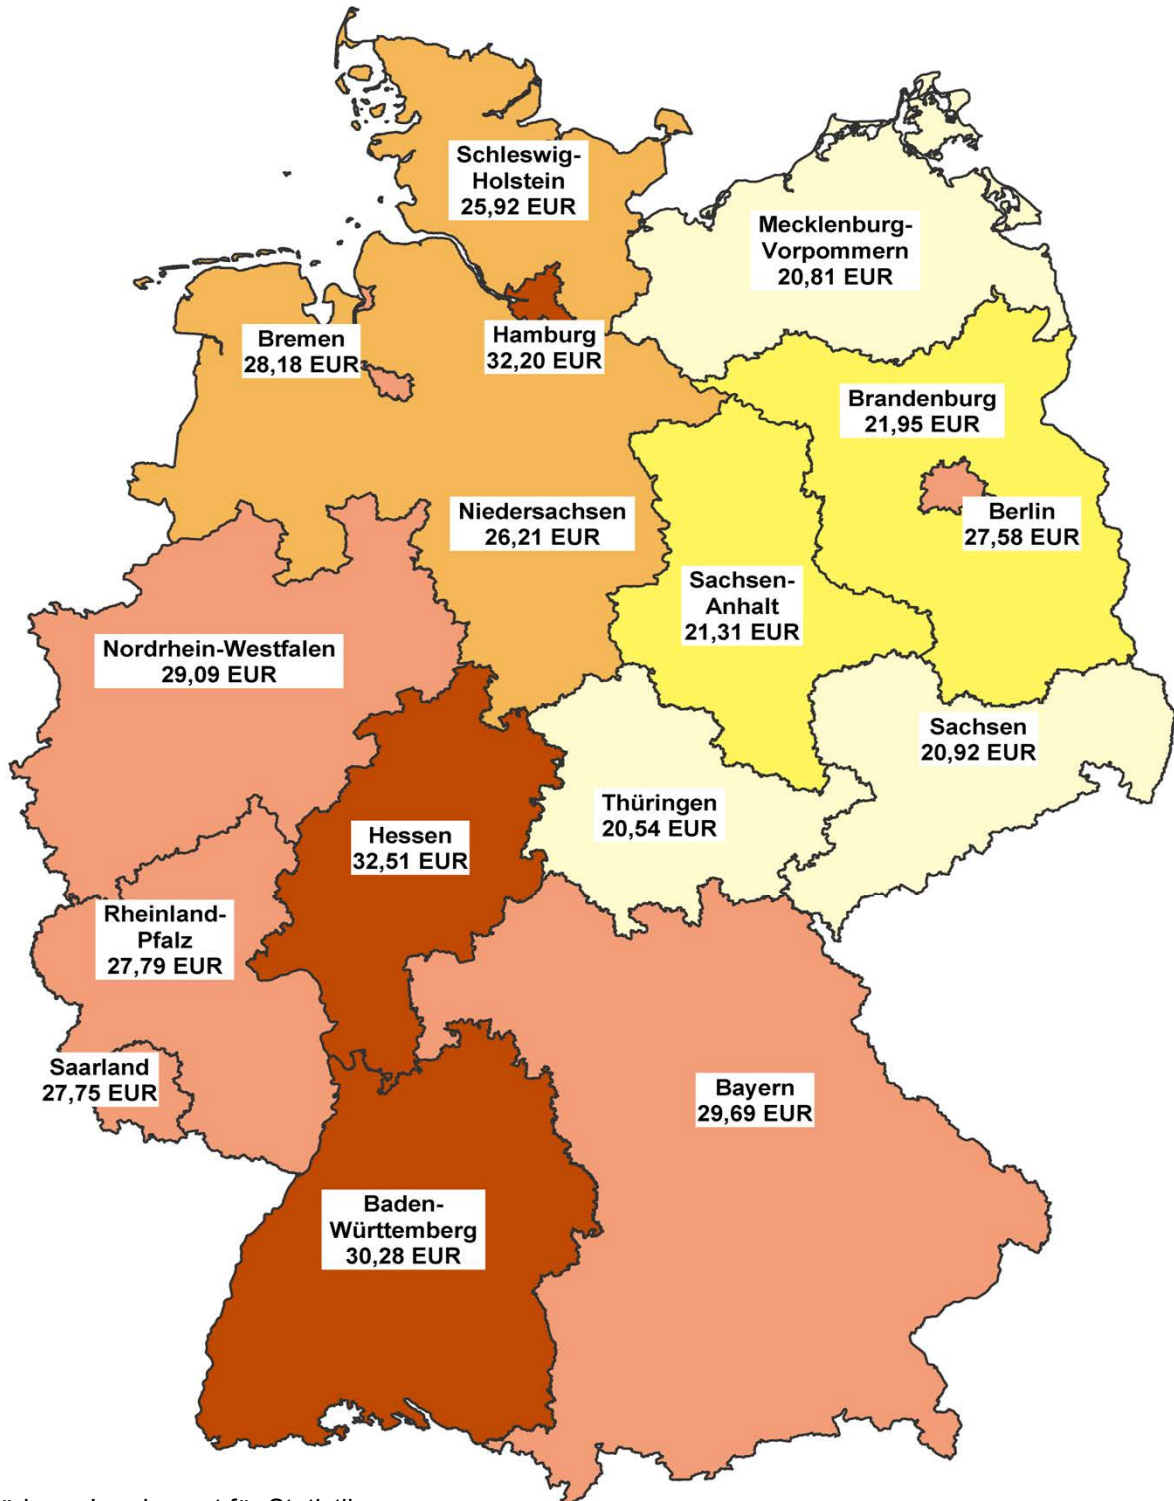 Schleswig-
Holstein
25,92 EUR
Mecklenburg-
Vorpommern
20,81 EUR
Bremen
28,18 EUR
Hamburg
32,20 EUR
Brandenburg
21,95 EUR
Niedersachsen
26,21 EUR
Berlin
27,58 EUR
Sachsen-
Anhalt
21,31 EUR
Nordrhein-Westfalen
29,09 EUR
Sachsen
20,92 EUR
Thüringen
20,54 EUR
Hessen
32,51 EUR
Rheinland-
Pfalz
27,79 EUR
Saarland
27,75 EUR
Bayern
29,69 EUR
Baden-
Württemberg
30,28 EUR